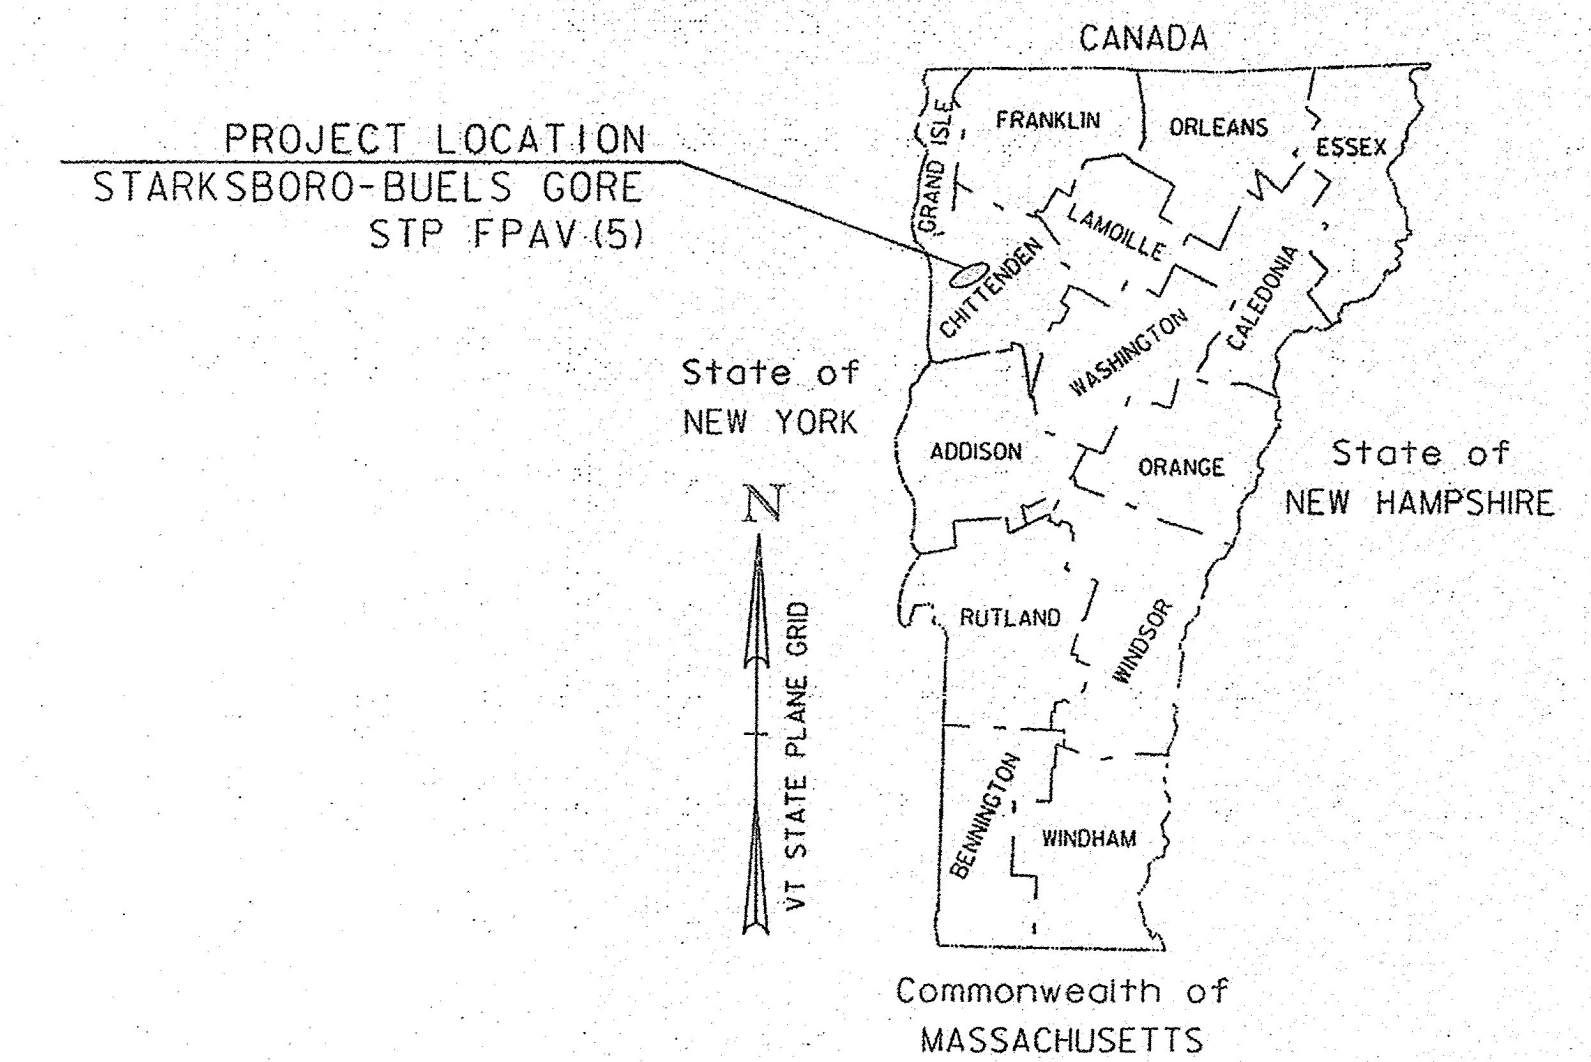 CANADA
PROJECT LOCATION
STARKSBORO-BUELS GORE
STP FPAV (5)
GRAND ISLE
FRANKLIN
ORLEANS
ESSEX
LAMOILLE
CHITTENDEN
CALEDONIA
WASHINGTON
State of
NEW YORK
ADDISON
ORANGE
State of
NEW HAMPSHIRE
N
VT STATE PLANE GRID
RUTLAND
WINDSOR
BENNINGTON
WINDHAM
Commonwealth of
MASSACHUSETTS